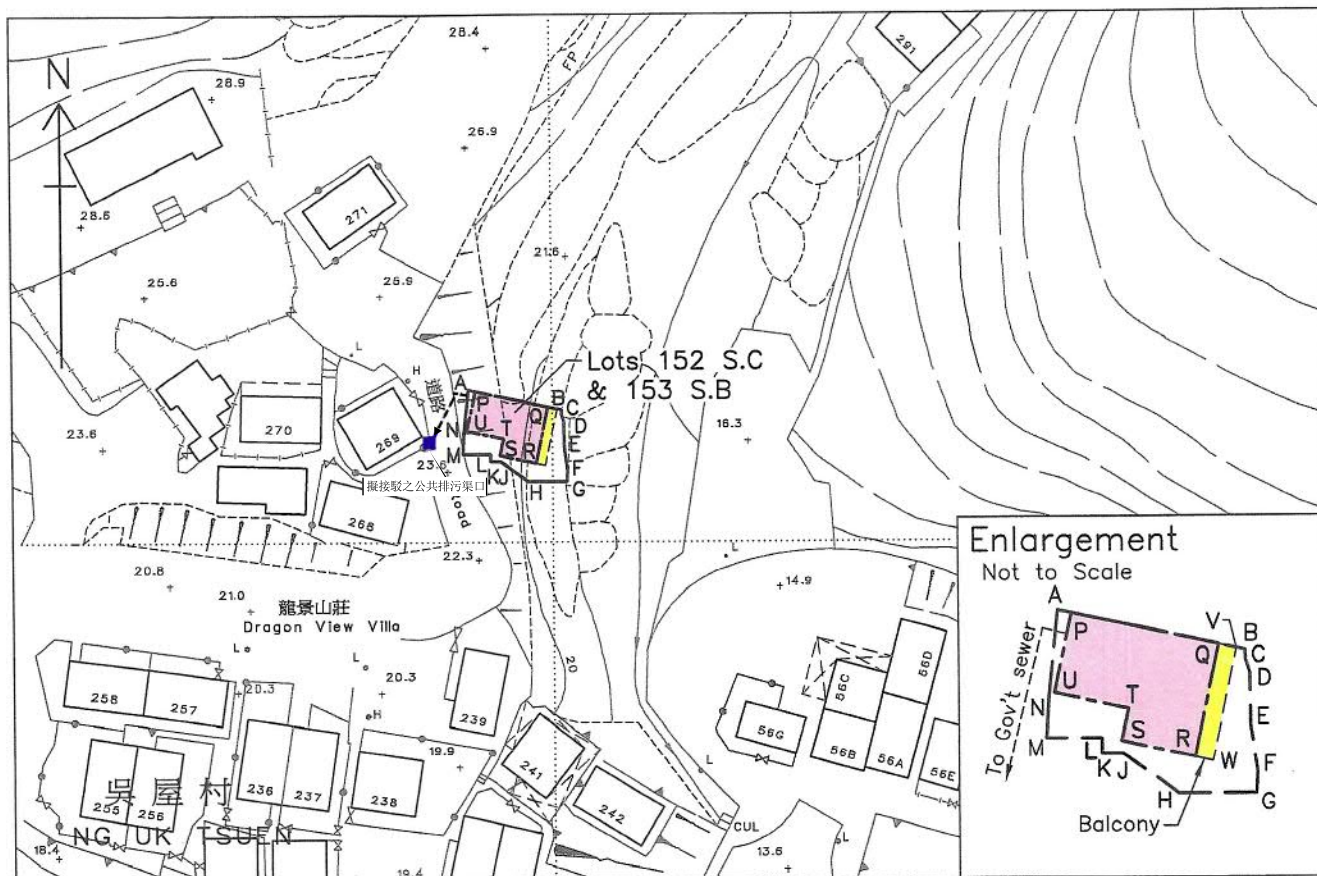 28.4
291
N
28.9
FP
26.9
271
28.5
21.6
25.6
25.9
L
Lots 152 S.C
& 153 S.B
H
道路
A
B
C
P
Q
D
U
T
N
E
S
R
F
M
L
K
J
G
H
16.3
23.6
270
269
23.6
擬接駁之公共排污渠口
268
22.3
L
20.8
21.0
14.9
龍景山莊
Dragon View Villa
L
L
20
20.3
20.3
258
257
H
239
56D
56C
56G
56B
56A
56E
236
237
238
19.9
241
242
L
255
256
吳屋村
NG UK TSUEN
CUL
L
18.4
19.4
13.6
Enlargement
Not to Scale
A
V
B
P
Q
C
D
U
T
N
E
S
R
M
W
F
L
K
J
H
G
To Gov't sewer
Balcony